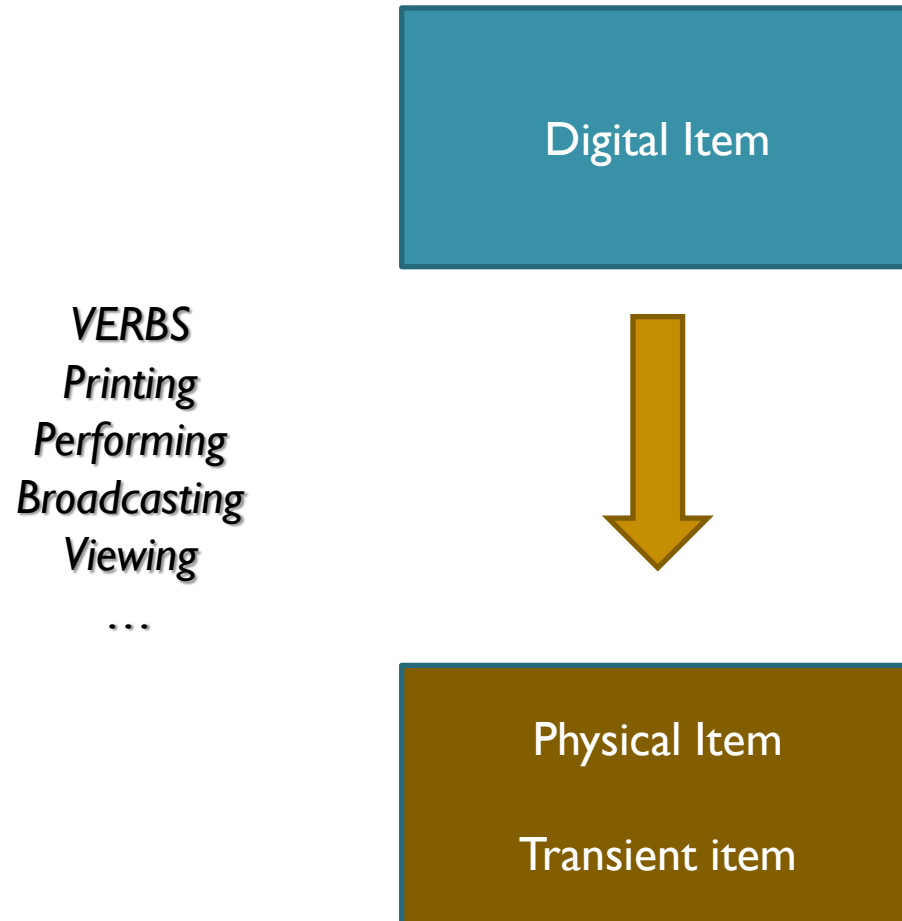 Digital Item
VERBS
Printing
Performing
Broadcasting
Viewing
…
Physical Item
Transient item